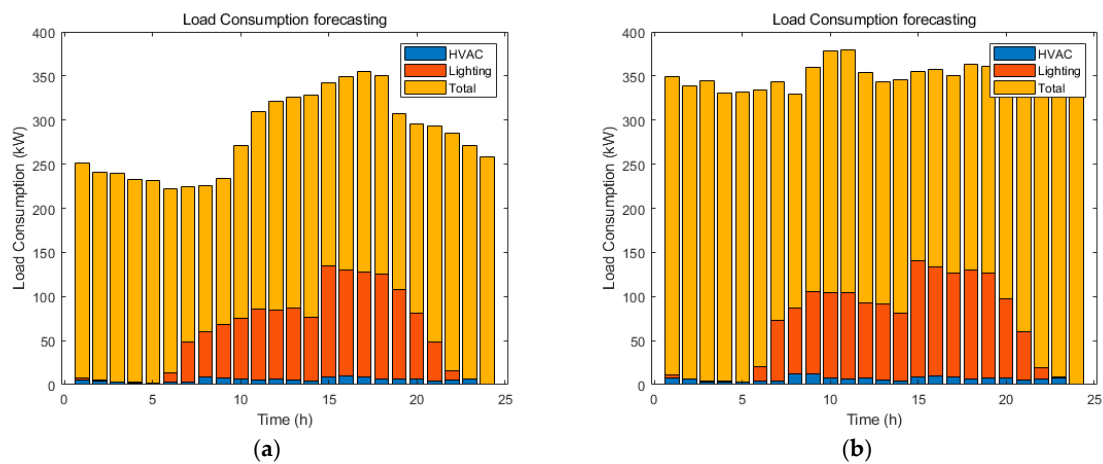 Load Consumption forecasting
400
350
300
250
200
150
100
50
0
Load Consumption (kW)
HVAC
Lighting
Total
0 5 10 15 20 25
Time (h)
(a)
Load Consumption forecasting
400
350
300
250
200
150
100
50
0
Load Consumption (kW)
HVAC
Lighting
Total
0 5 10 15 20 25
Time (h)
(b)